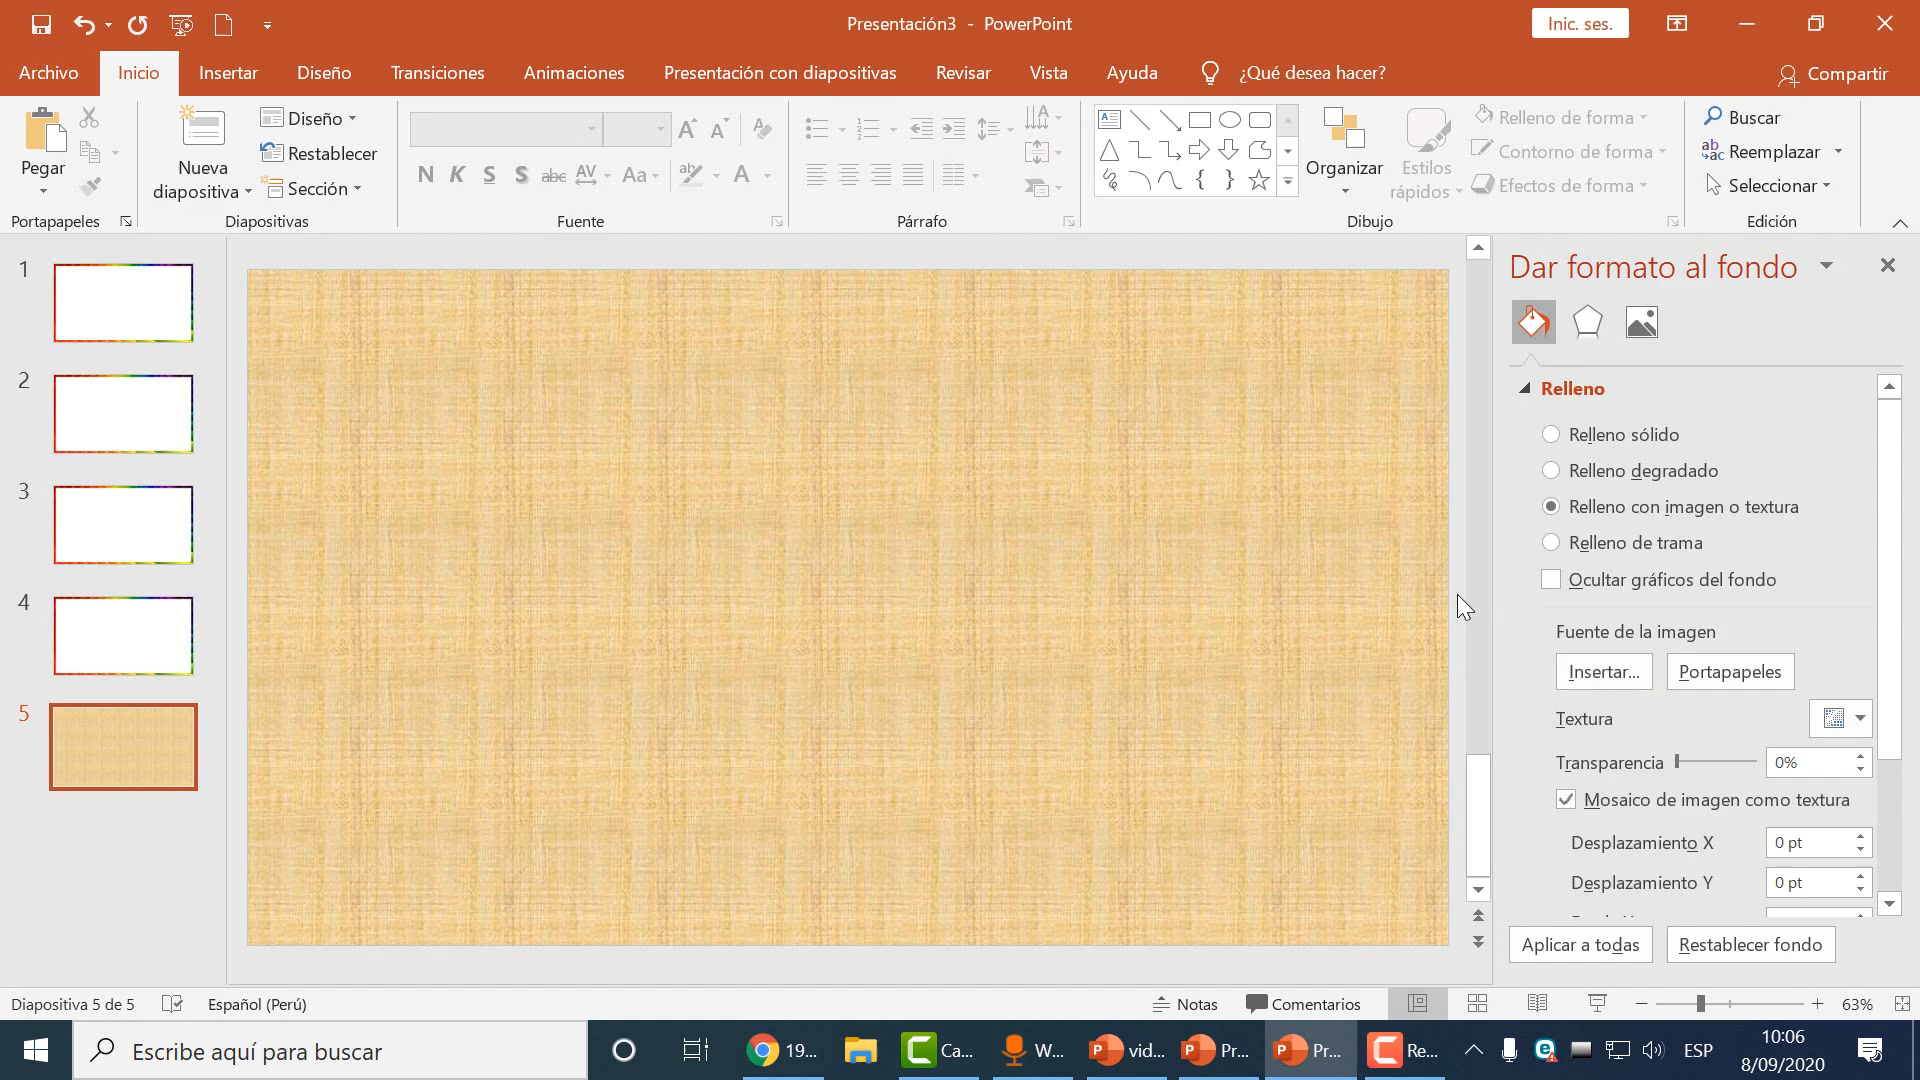 Presentación3 - PowerPoint
Inic. ses.
Archivo
Inicio
Insertar
Diseño
Transiciones
Animaciones
Presentación con diapositivas
Revisar
Vista
Ayuda
¿Qué desea hacer?
Compartir
Pegar
Portapapeles
Nueva
diapositiva
Diseño
Restablecer
Sección
Diapositivas
N K S S abc AV Aa A
Fuente
Párrafo
Organizar
Estilos
rápidos
Relleno de forma
Contorno de forma
Efectos de forma
Dibujo
Buscar
Reemplazar
Seleccionar
Edición
1
2
3
4
5
Dar formato al fondo
Relleno
Relleno sólido
Relleno degradado
Relleno con imagen o textura
Relleno de trama
Ocultar gráficos del fondo
Fuente de la imagen
Insertar...
Portapapeles
Textura
Transparencia
0%
Mosaico de imagen como textura
Desplazamiento X
0 pt
Desplazamiento Y
0 pt
Aplicar a todas
Restablecer fondo
Diapositiva 5 de 5
Español (Perú)
Notas
Comentarios
63%
Escribe aquí para buscar
19...
Ca...
W...
vid...
Pr...
Pr...
Re...
ESP
10:06
8/09/2020